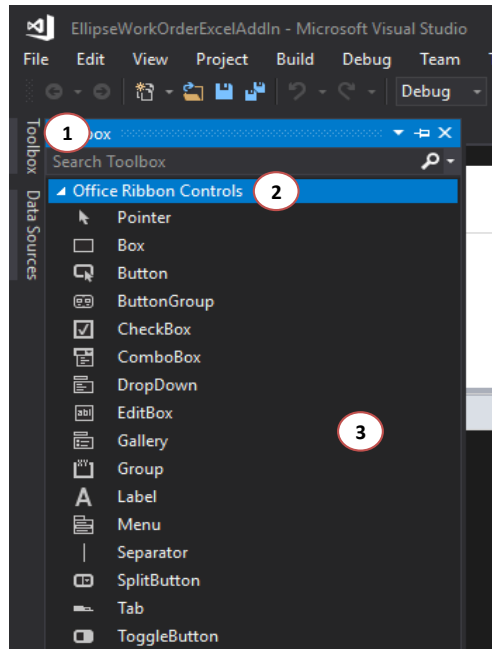 EllipseWorkOrderExcelAddIn - Microsoft Visual Studio
File Edit View Project Build Debug Team
Debug
Toolbox
Data Sources
1 box
Search Toolbox
Office Ribbon Controls 2
Pointer
Box
Button
ButtonGroup
CheckBox
ComboBox
DropDown
abl EditBox
3
Gallery
XY Group
A Label
Menu
Separator
SplitButton
Tab
ToggleButton